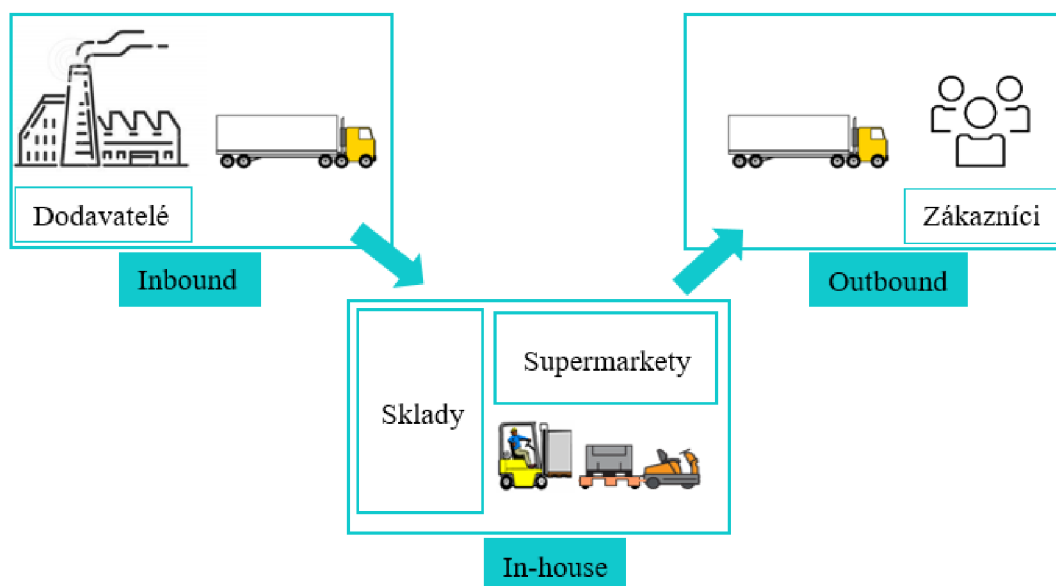 Dodavatelé
Inbound
Zákazníci
Outbound
Sklady
Supermarkety
In-house